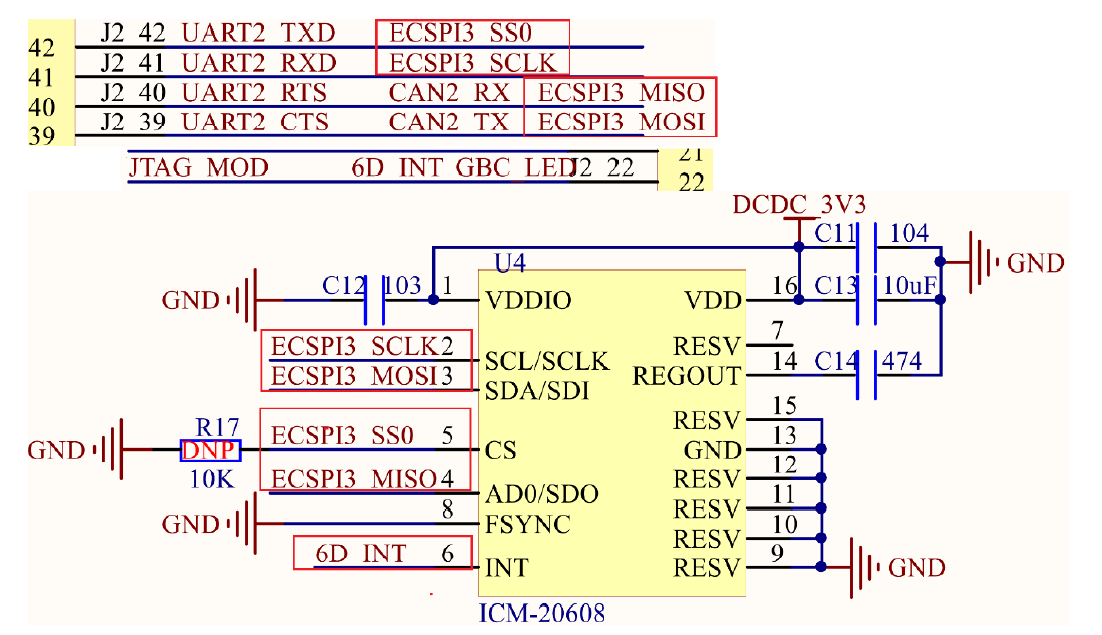 42 J2 42 UART2 TXD ECSPI3 SS0
41 J2 41 UART2 RXD ECSPI3 SCLK
40 J2 40 UART2 RTS CAN2 RX ECSPI3 MISO
39 J2 39 UART2 CTS CAN2 TX ECSPI3 MOSI
21
JTAG MOD 6D INT GBC LED J2 22
22
DCDC 3V3
C11 104
GND
U4
GND C12 103 1 VDDIO VDD 16 C13 10uF
RESV 7
ECSPI3 SCLK 2 SCL/SCLK
REGOUT 14 C14 474
ECSPI3 MOSI 3 SDA/SDI
RESV 15
R17
GND DNP ECSPI3 SS0 5 CS GND 13
10K
ECSPI3 MISO 4 AD0/SDO RESV 12
GND 8 FSYNC RESV 11
RESV 10
6D INT 6 INT RESV 9 GND
ICM-20608